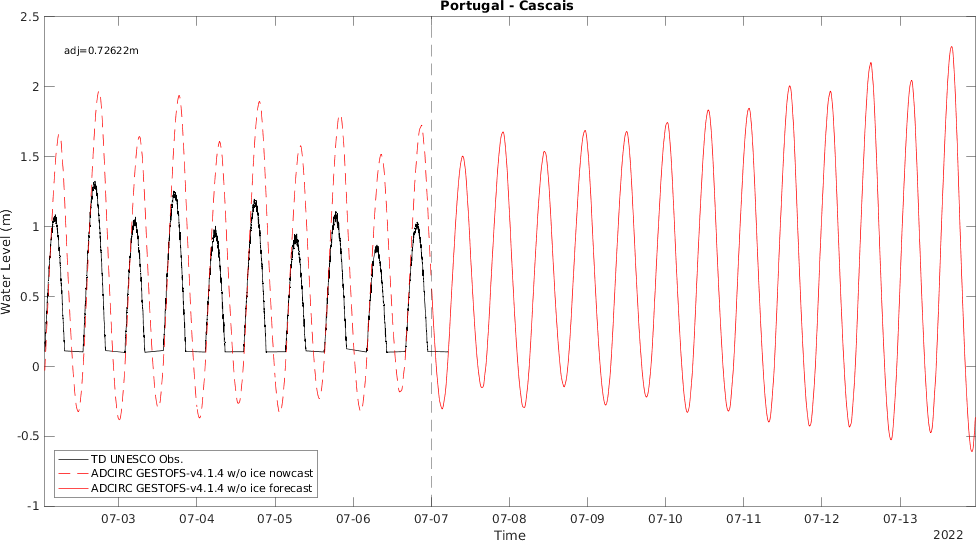 Portugal - Cascais
adj=0.72622m
2.5
2
1.5
1
0.5
0
-0.5
-1
Water Level (m)
TD UNESCO Obs.
ADCIRC GESTOFS-v4.1.4 w/o ice nowcast
ADCIRC GESTOFS-v4.1.4 w/o ice forecast
07-03 07-04 07-05 07-06 07-07 07-08 07-09 07-10 07-11 07-12 07-13
Time
2022